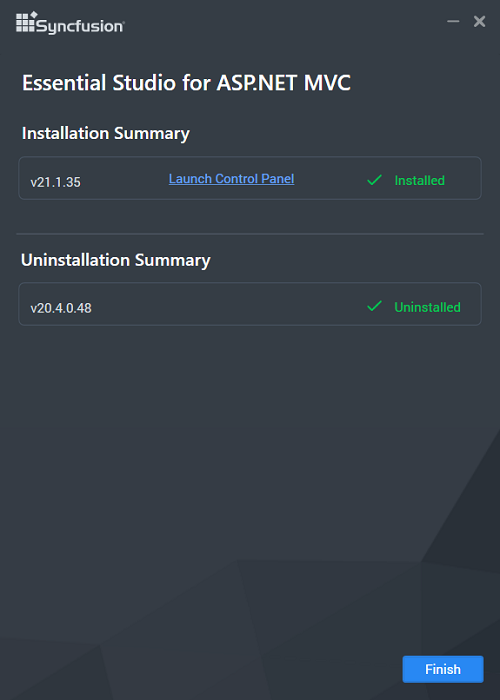 Syncfusion
Essential Studio for ASP.NET MVC
Installation Summary
v21.1.35 Launch Control Panel Installed
Uninstallation Summary
v20.4.0.48 Uninstalled
Finish